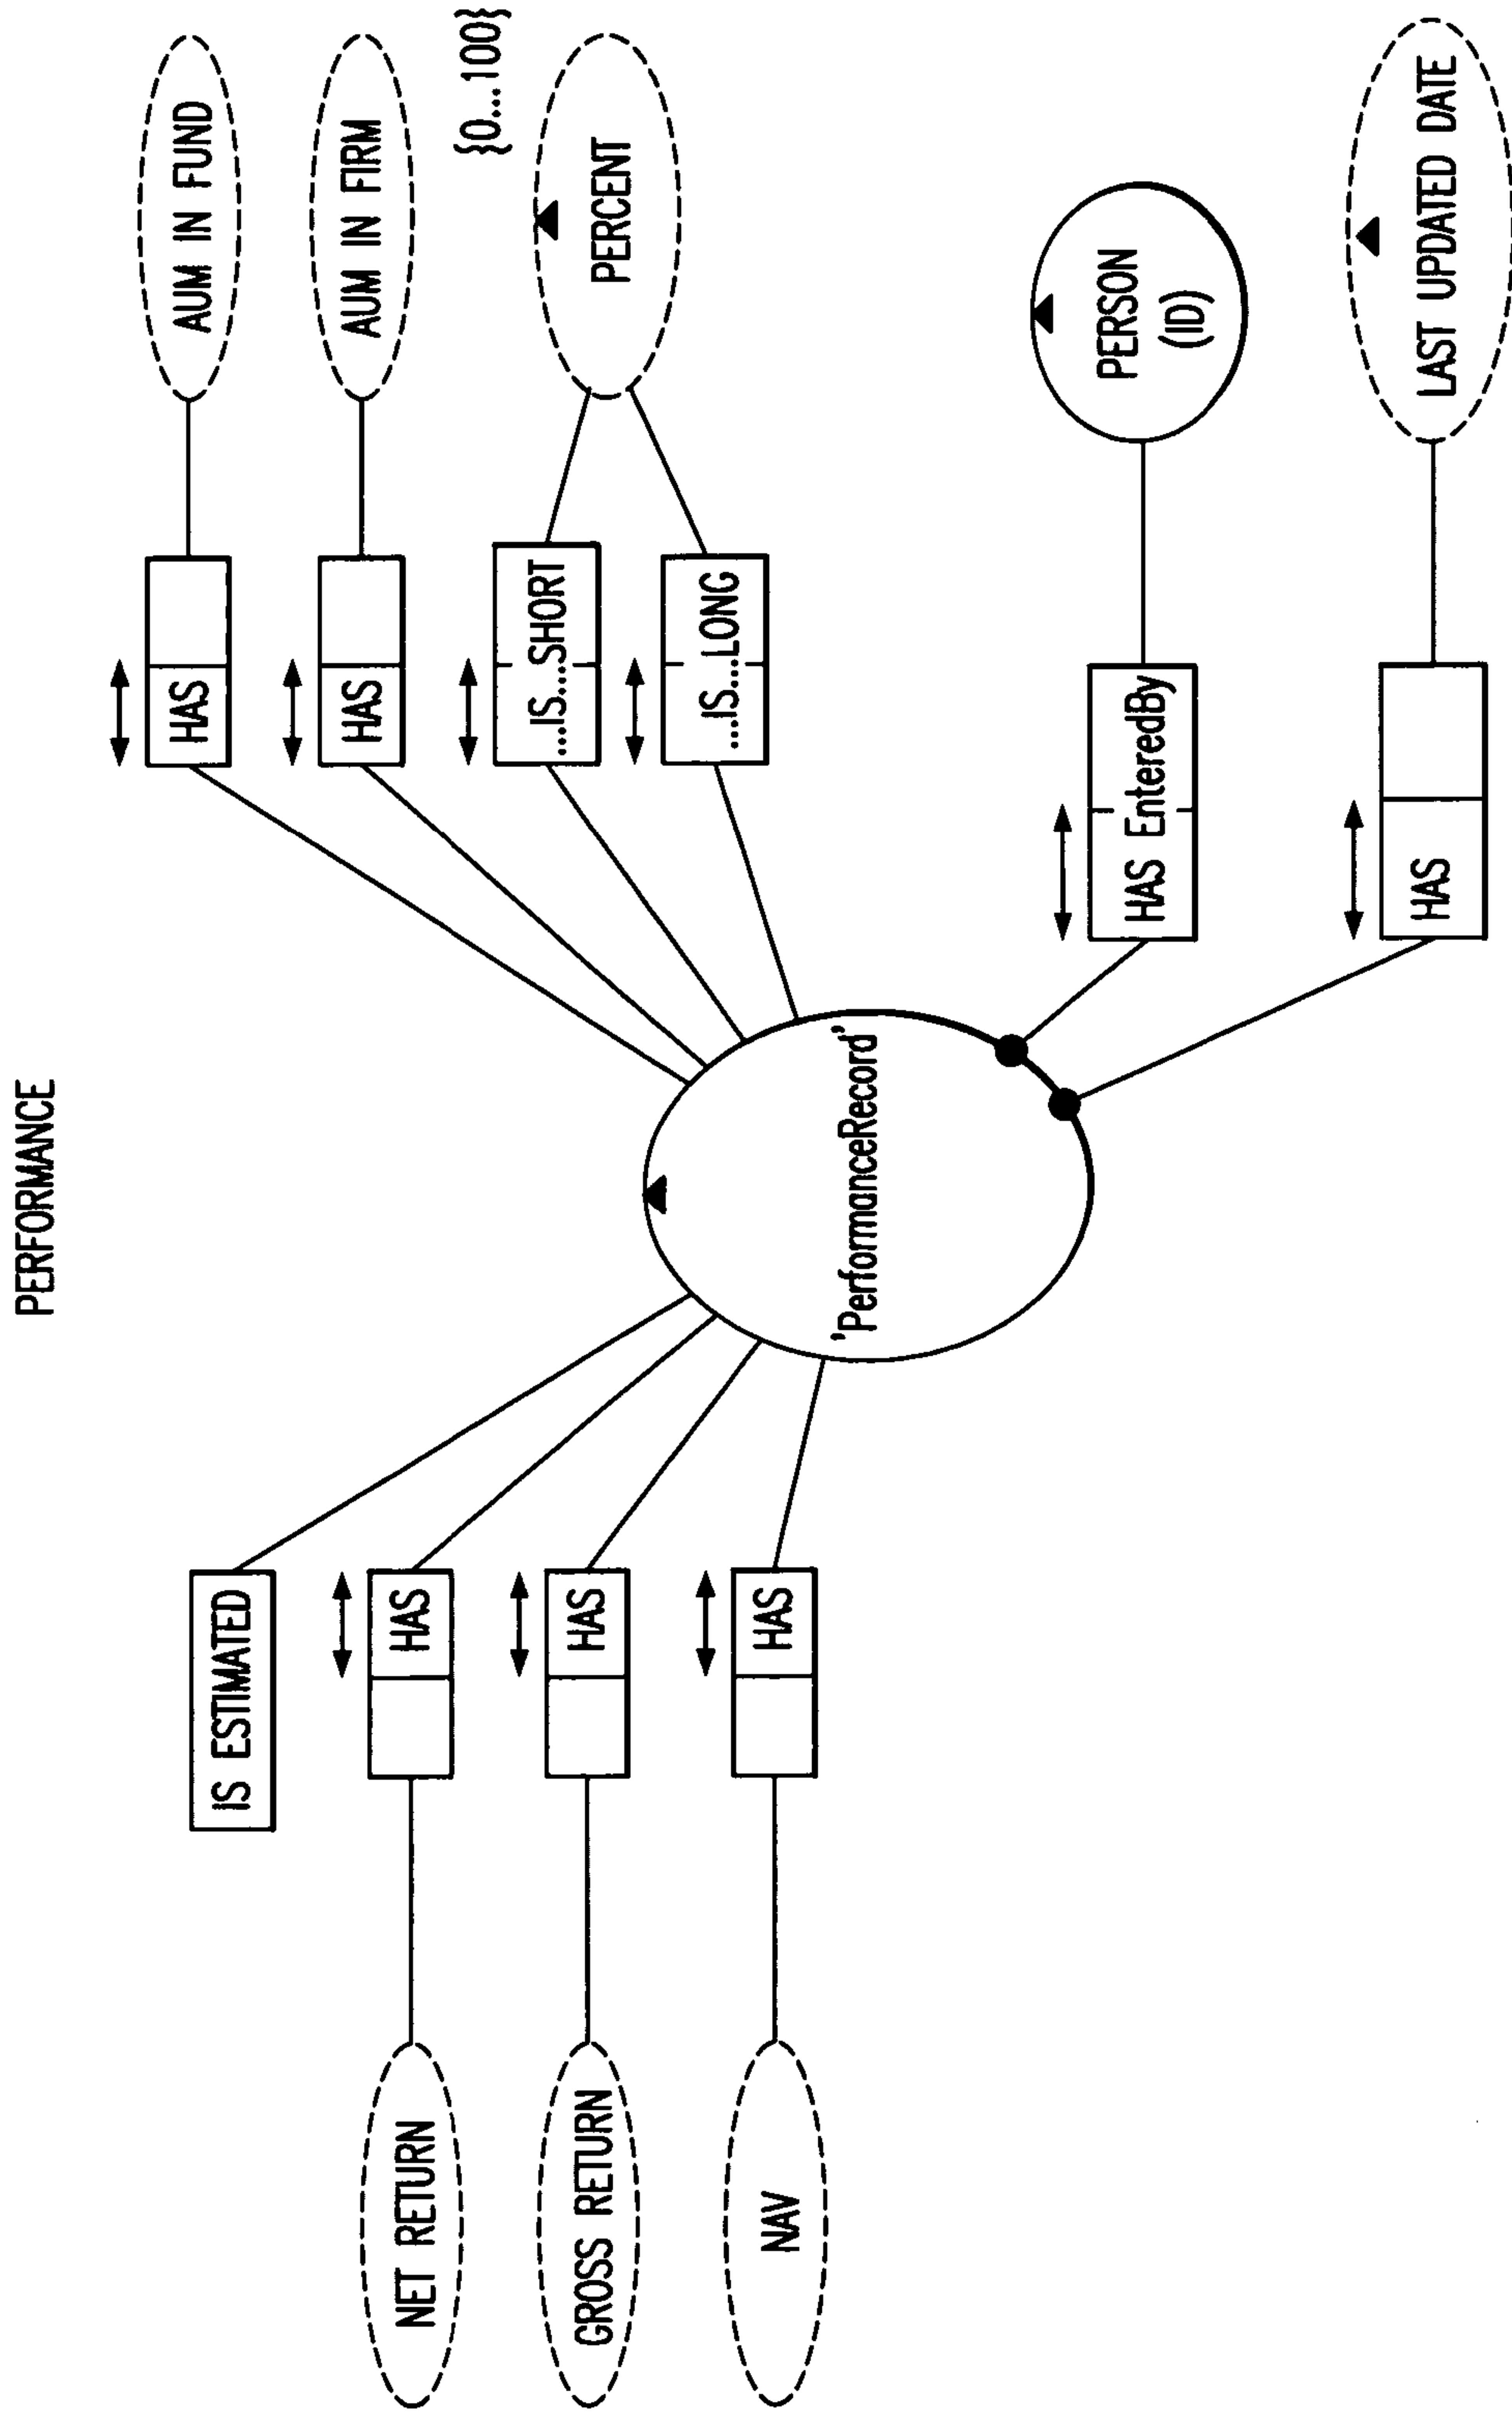 PERFORMANCE
IS ESTIMATED
NET RETURN
HAS
GROSS RETURN
HAS
NAV
HAS
'PerformanceRecord'
HAS
AUM IN FUND
HAS
AUM IN FIRM
{0...100}
...IS...SHORT
PERCENT
...IS...LONG
HAS EnteredBy
PERSON
(ID)
HAS
LAST UPDATED DATE